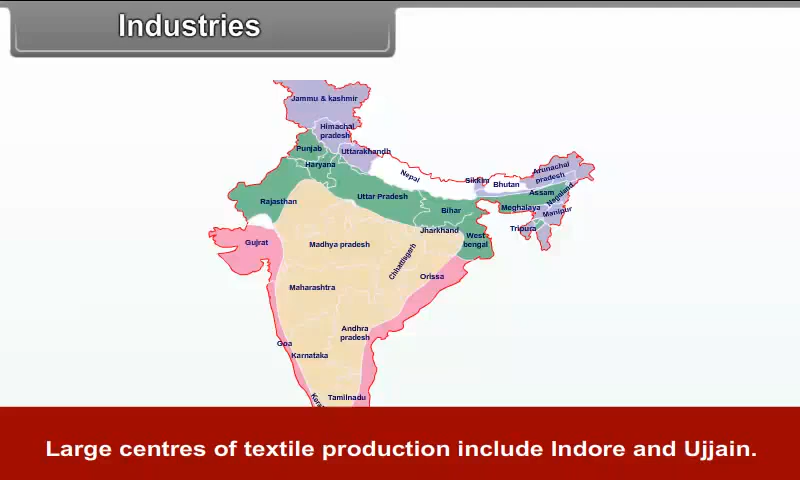 Industries
Jammu & kashmir
Himachal
pradesh
Punjab
Uttarakhandh
Haryana
Nepal
Sikkim
Bhutan
Arunachal
pradesh
Rajasthan
Uttar Pradesh
Assam
Nagaland
Bihar
Meghalaya
Manipur
Jharkhand
Tripura
West
bengal
Gujrat
Madhya pradesh
Chhattisgarh
Orissa
Maharashtra
Andhra
pradesh
Goa
Karnataka
Tamilnadu
Large centres of textile production include Indore and Ujjain.